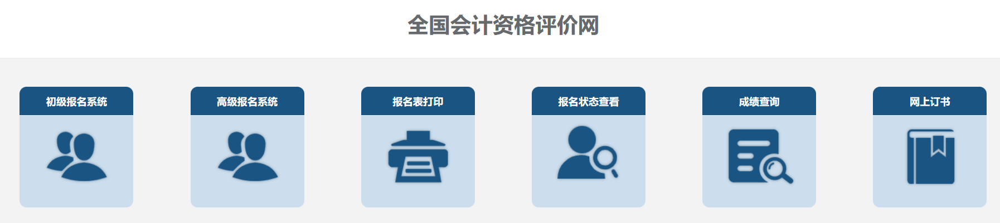 全国会计资格评价网
初级报名系统
高级报名系统
报名表打印
报名状态查看
成绩查询
网上订书